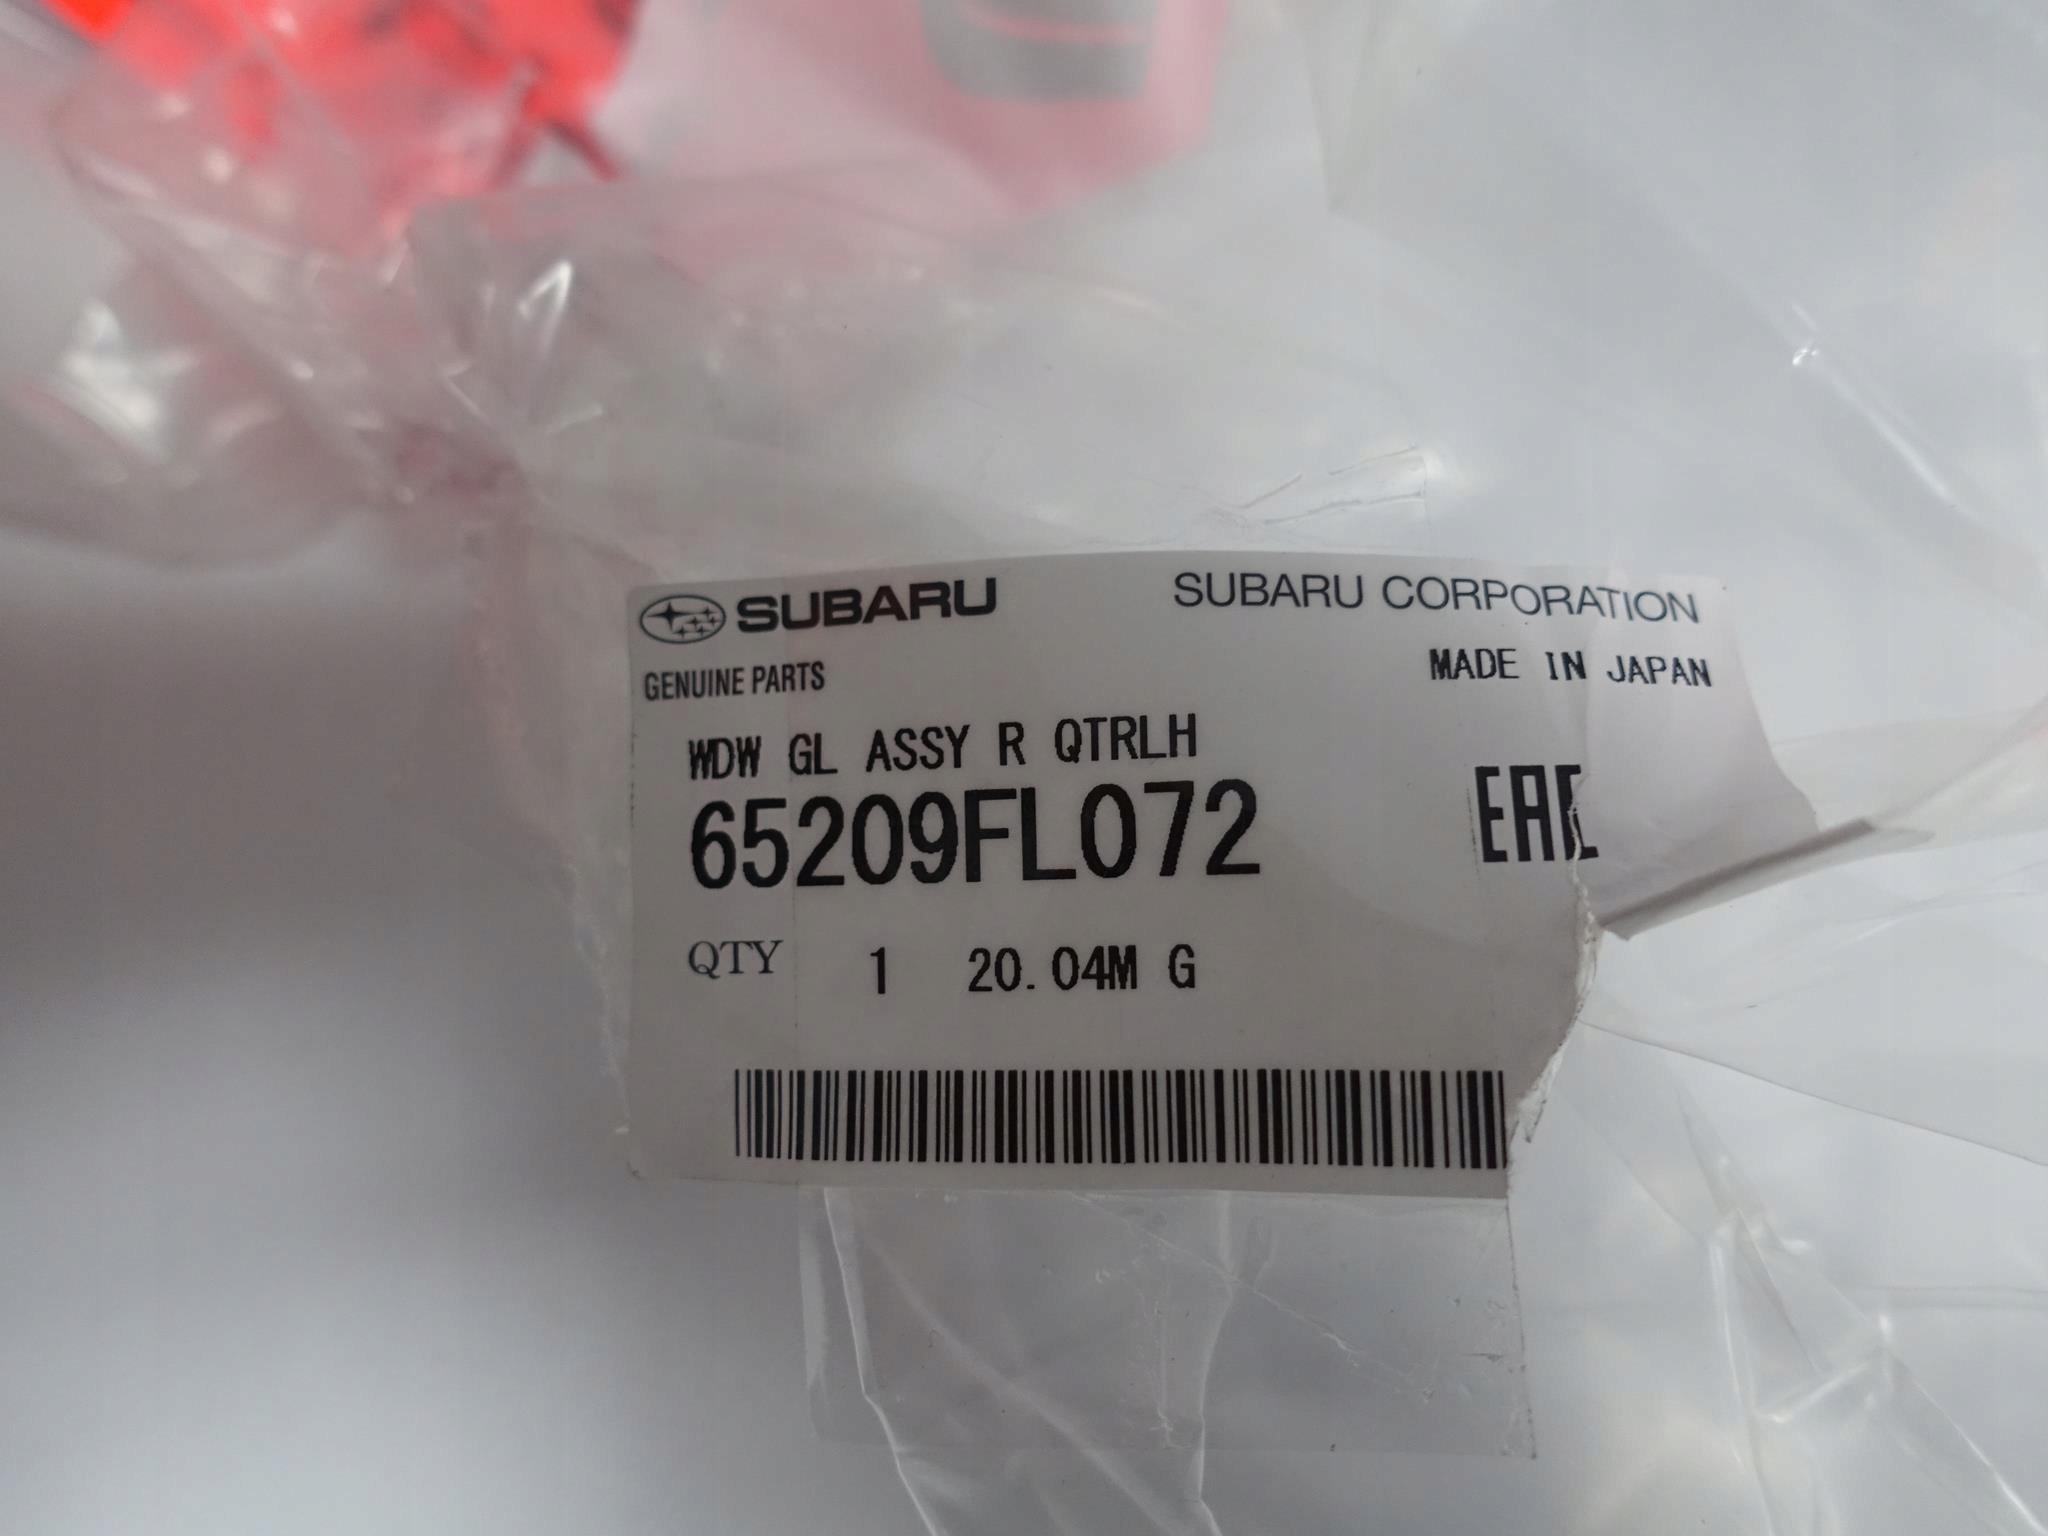 SUBARU SUBARU CORPORATION
GENUINE PARTS MADE IN JAPAN
WDW GL ASSY R QTRLH
65209FL072 EAC
QTY 1 20.04M G